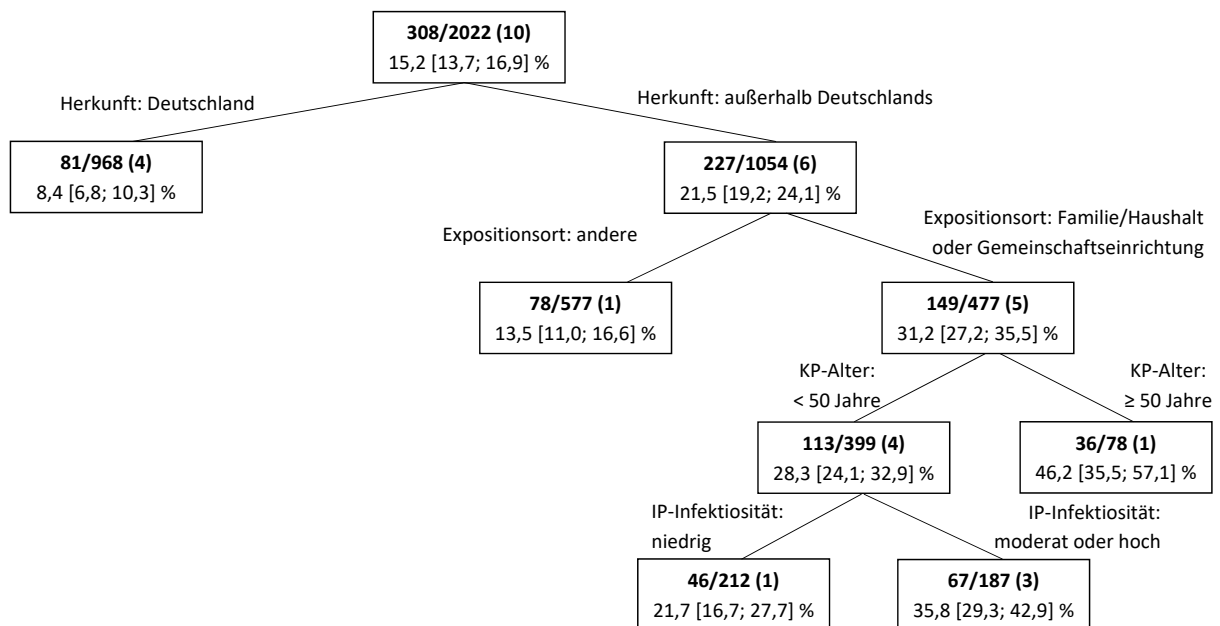 308/2022 (10)
15,2 [13,7; 16,9] %
Herkunft: Deutschland
Herkunft: außerhalb Deutschlands
81/968 (4)
8,4 [6,8; 10,3] %
227/1054 (6)
21,5 [19,2; 24,1] %
Expositionsort: andere
Expositionsort: Familie/Haushalt
oder Gemeinschaftseinrichtung
78/577 (1)
13,5 [11,0; 16,6] %
149/477 (5)
31,2 [27,2; 35,5] %
KP-Alter:
< 50 Jahre
KP-Alter:
≥ 50 Jahre
113/399 (4)
28,3 [24,1; 32,9] %
36/78 (1)
46,2 [35,5; 57,1] %
IP-Infektiosität:
niedrig
IP-Infektiosität:
moderat oder hoch
46/212 (1)
21,7 [16,7; 27,7] %
67/187 (3)
35,8 [29,3; 42,9] %